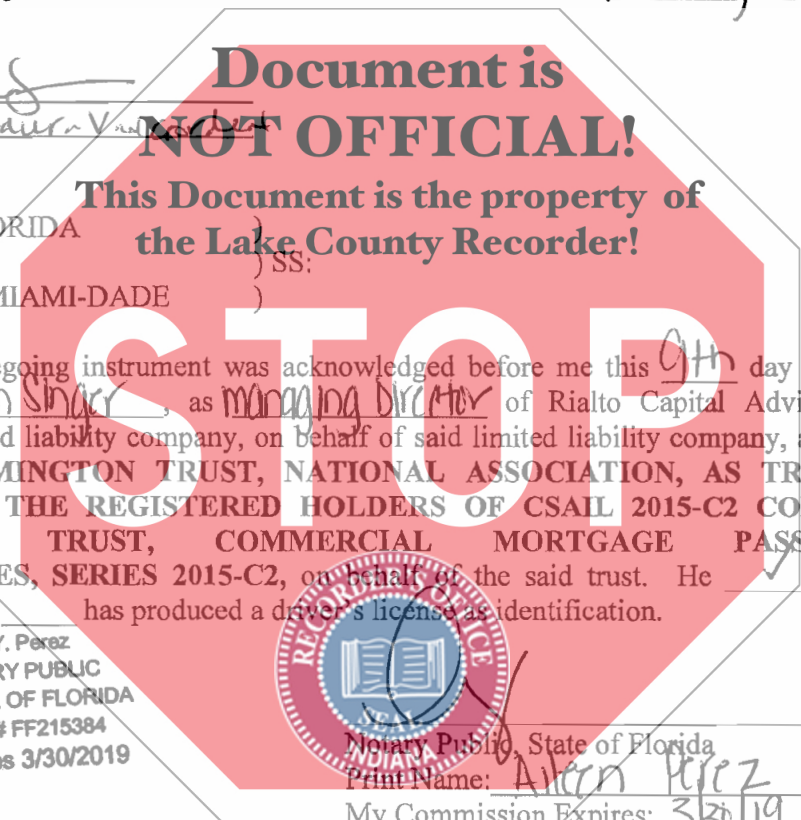 Document is
NOT OFFICIAL!
This Document is the property of
the Lake County Recorder!
ORIDA )
) SS:
MIAMI-DADE )
STOP
egoing instrument was acknowledged before me this 9th day
n Singer, as Managing Director of Rialto Capital Advi
d liability company, on behalf of said limited liability company, a
MINGTON TRUST, NATIONAL ASSOCIATION, AS TR
THE REGISTERED HOLDERS OF CSAIL 2015-C2 CO
TRUST, COMMERCIAL MORTGAGE PASS
ES, SERIES 2015-C2, on behalf of the said trust. He
has produced a driver's license as identification.
Y. Perez
RY PUBLIC
OF FLORIDA
# FF215384
es 3/30/2019
RECORDER'S OFFICE
SEAL
INDIANA
Notary Public, State of Florida
Print Name: Aileen Perez
My Commission Expires: